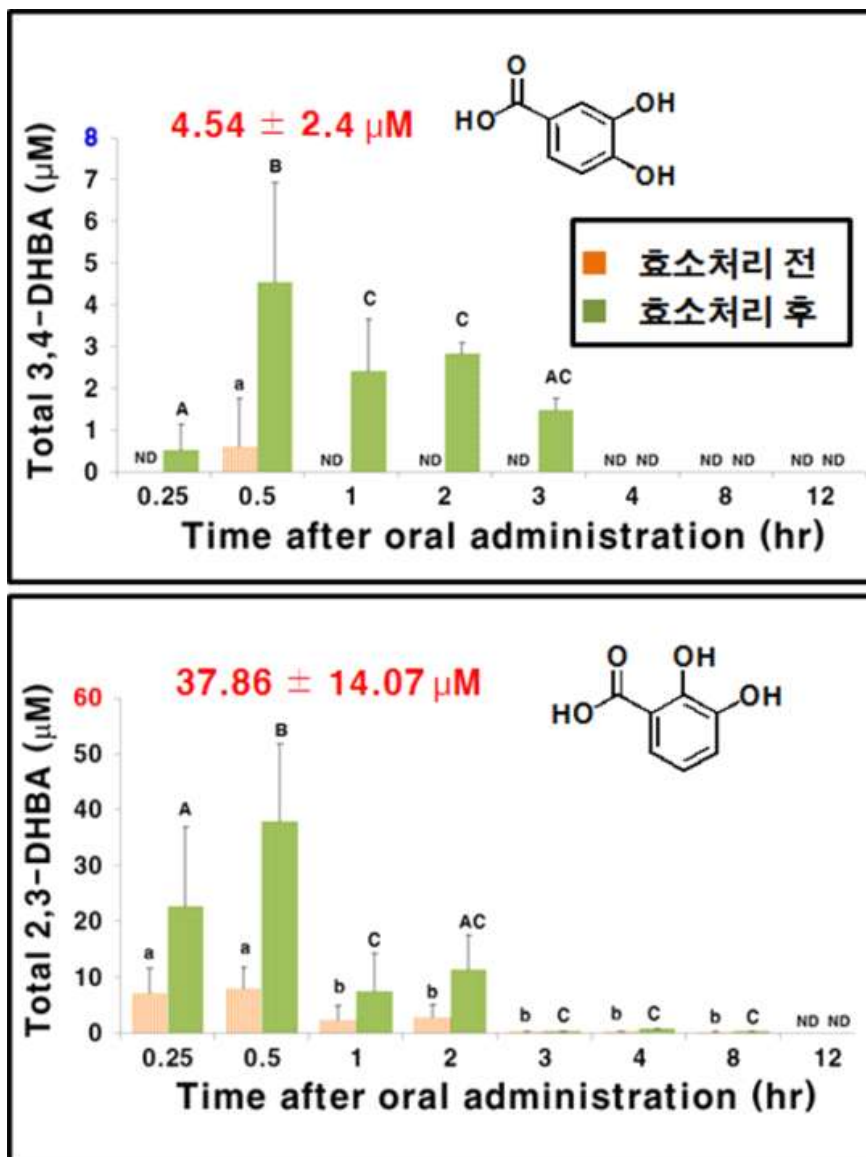 4.54 ± 2.4 μM
O
HO
OH
OH
Total 3,4-DHBA (μM)
8
7
6
5
4
3
2
1
0
효소처리 전
효소처리 후
ND A a B ND C ND C ND AC ND ND ND ND ND ND
0.25 0.5 1 2 3 4 8 12
Time after oral administration (hr)
37.86 ± 14.07 μM
O
OH
HO
OH
Total 2,3-DHBA (μM)
60
50
40
30
20
10
0
a A a B b C b AC b C b C b C ND ND
0.25 0.5 1 2 3 4 8 12
Time after oral administration (hr)